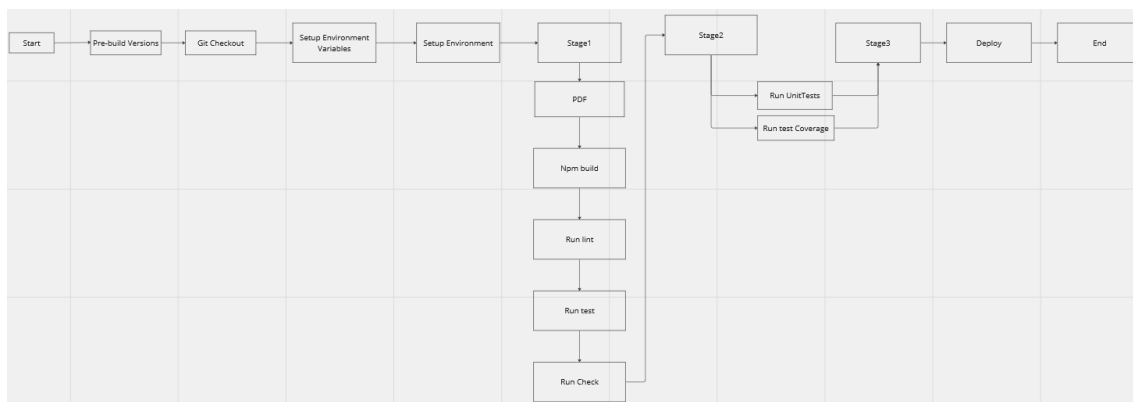 Start
Pre-build Versions
Git Checkout
Setup Environment
Variables
Setup Environment
Stage1
PDF
Npm build
Run lint
Run test
Run Check
Stage2
Run UnitTests
Run test Coverage
Stage3
Deploy
End